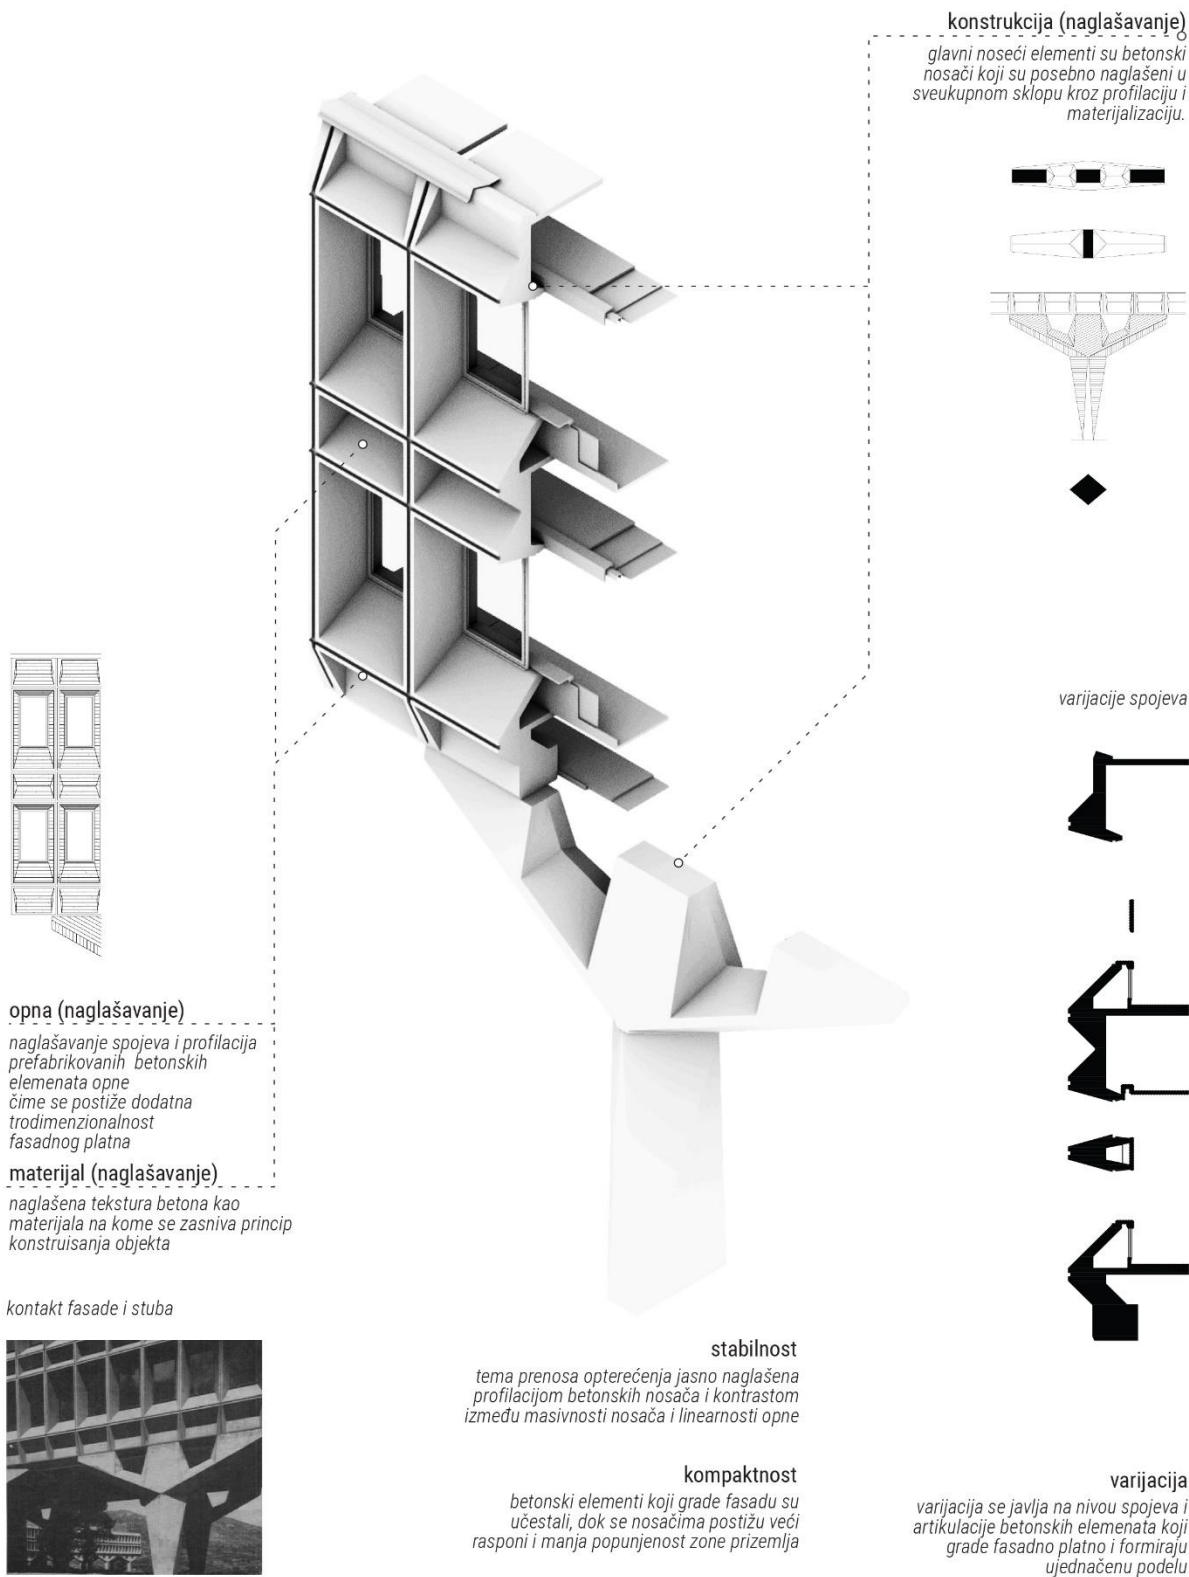 konstrukcija (naglašavanje)
glavni noseći elementi su betonski
nosači koji su posebno naglašeni u
sveukupnom sklopu kroz profilaciju i
materijalizaciju.
varijacije spojeva
opna (naglašavanje)
naglašavanje spojeva i profilacija
prefabrikovanih betonskih
elemenata opne
čime se postiže dodatna
trodimenzionalnost
fasadnog platna
materijal (naglašavanje)
naglašena tekstura betona kao
materijala na kome se zasniva princip
konstruisanja objekta
kontakt fasade i stuba
stabilnost
tema prenosa opterećenja jasno naglašena
profilacijom betonskih nosača i kontrastom
između masivnosti nosača i linearnosti opne
kompaktnost
betonski elementi koji grade fasadu su
učestali, dok se nosačima postižu veći
rasponi i manja popunjenost zone prizemlja
varijacija
varijacija se javlja na nivou spojeva i
artikulacije betonskih elemenata koji
grade fasadno platno i formiraju
ujednačenu podelu